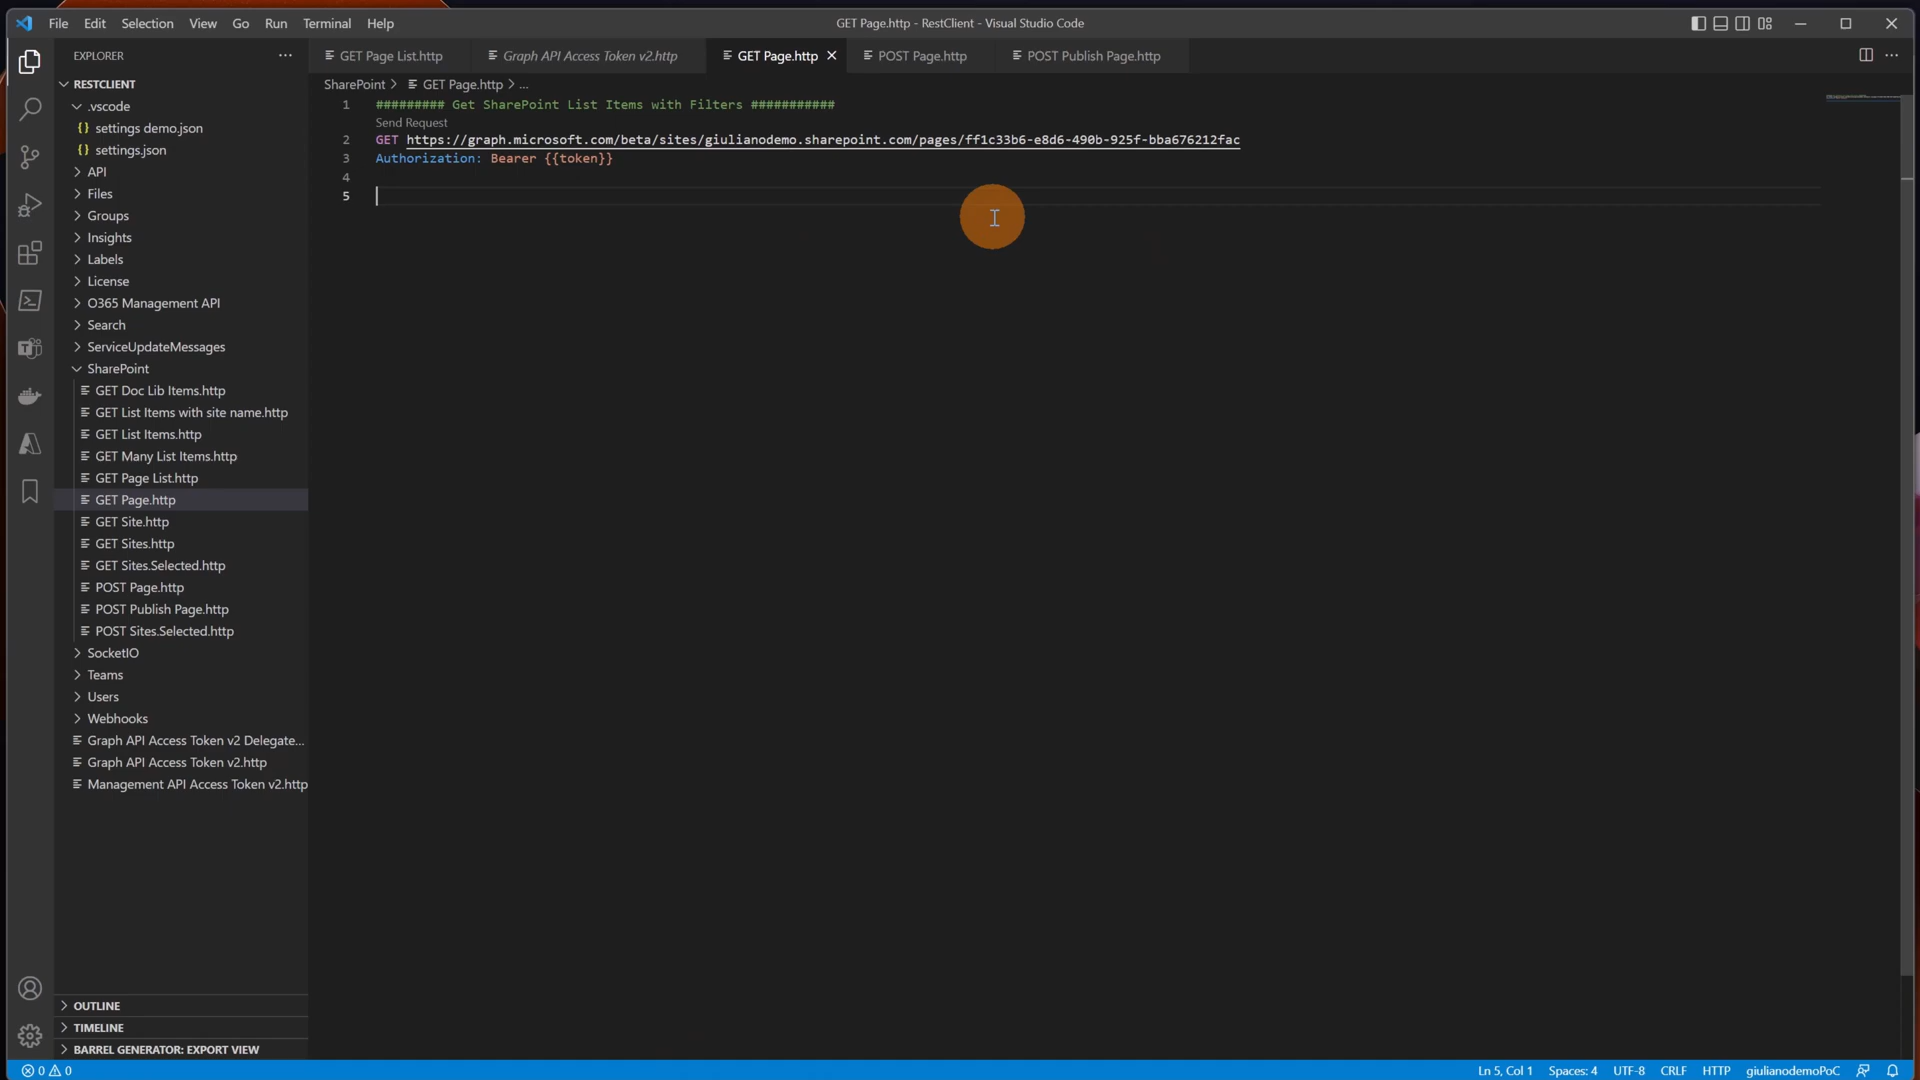 File Edit Selection View Go Run Terminal Help
GET Page.http - RestClient - Visual Studio Code
EXPLORER
GET Page List.http
Graph API Access Token v2.http
GET Page.http
POST Page.http
POST Publish Page.http
RESTCLIENT
.vscode
settings demo.json
settings.json
API
Files
Groups
Insights
Labels
License
O365 Management API
Search
ServiceUpdateMessages
SharePoint
GET Doc Lib Items.http
GET List Items with site name.http
GET List Items.http
GET Many List Items.http
GET Page List.http
GET Page.http
GET Site.http
GET Sites.http
GET Sites.Selected.http
POST Page.http
POST Publish Page.http
POST Sites.Selected.http
SocketIO
Teams
Users
Webhooks
Graph API Access Token v2 Delegate...
Graph API Access Token v2.http
Management API Access Token v2.http
OUTLINE
TIMELINE
BARREL GENERATOR: EXPORT VIEW
SharePoint > GET Page.http > ...
1 ######### Get SharePoint List Items with Filters ###########
Send Request
2 GET https://graph.microsoft.com/beta/sites/giulianodemo.sharepoint.com/pages/ff1c33b6-e8d6-490b-925f-bba676212fac
3 Authorization: Bearer {{token}}
4
5
0 0
Ln 5, Col 1 Spaces: 4 UTF-8 CRLF HTTP giulianodemoPoC